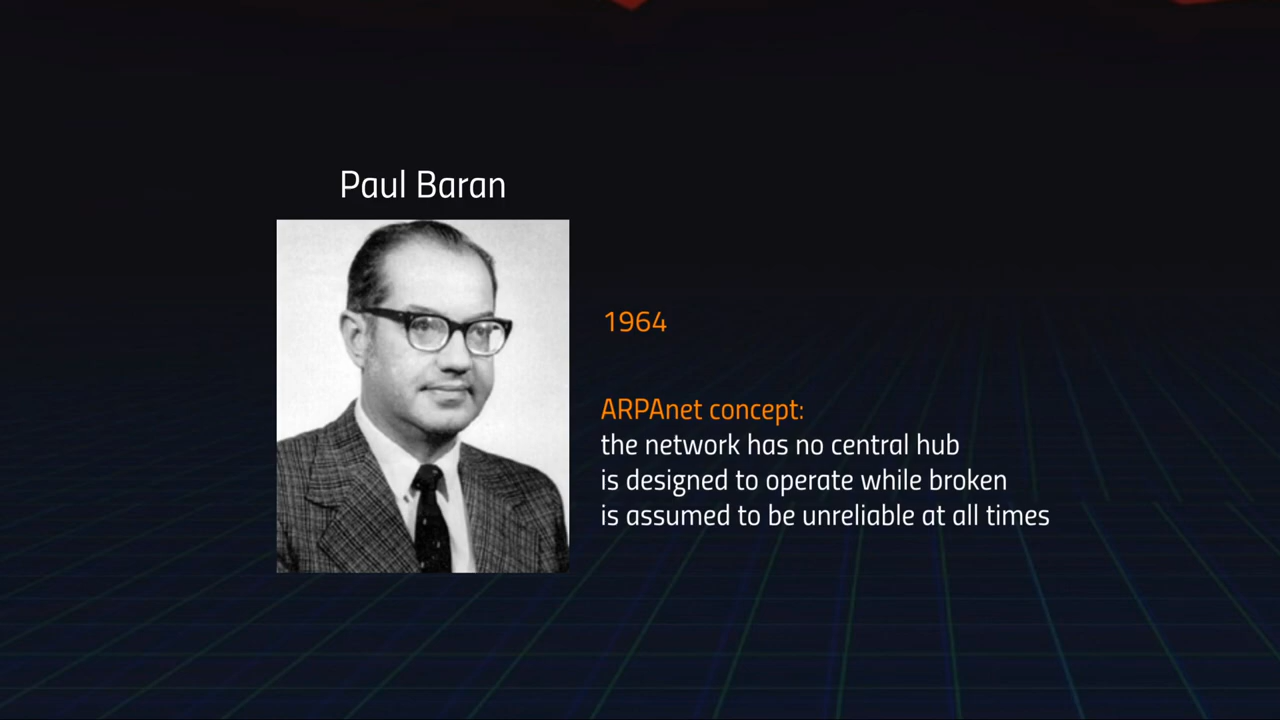 Paul Baran
1964
ARPAnet concept:
the network has no central hub
is designed to operate while broken
is assumed to be unreliable at all times